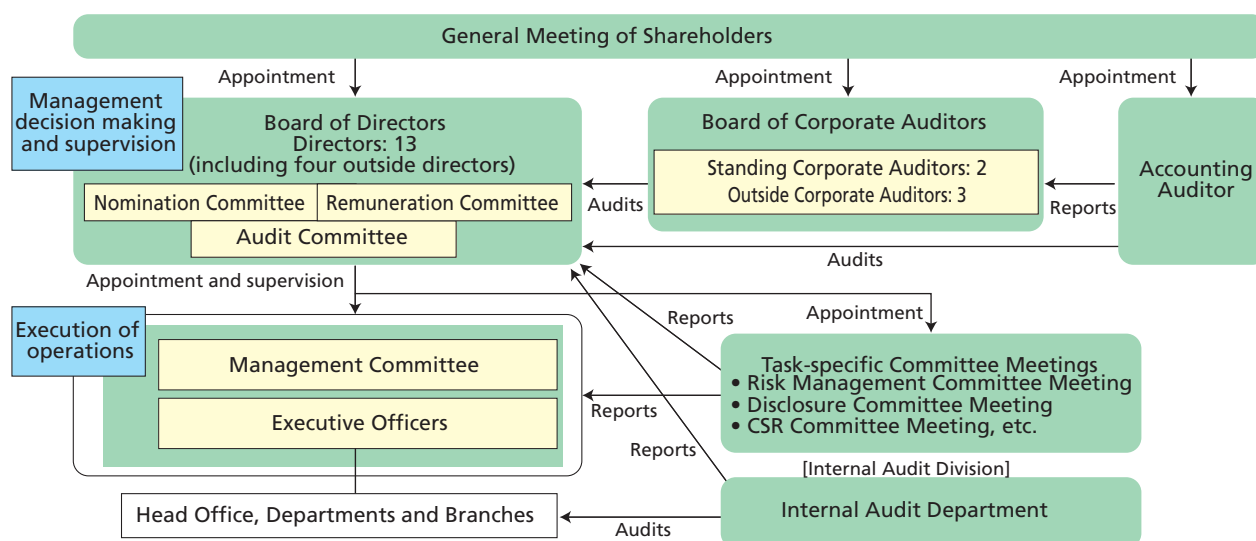 General Meeting of Shareholders
Appointment
Appointment
Appointment
Management
decision making
and supervision
Board of Directors
Directors: 13
(including four outside directors)
Nomination Committee
Remuneration Committee
Audit Committee
Board of Corporate Auditors
Standing Corporate Auditors: 2
Outside Corporate Auditors: 3
Audits
Accounting
Auditor
Reports
Audits
Appointment and supervision
Appointment
Execution of
operations
Management Committee
Executive Officers
Reports
Reports
Reports
Task-specific Committee Meetings
• Risk Management Committee Meeting
• Disclosure Committee Meeting
• CSR Committee Meeting, etc.
[Internal Audit Division]
Internal Audit Department
Audits
Head Office, Departments and Branches